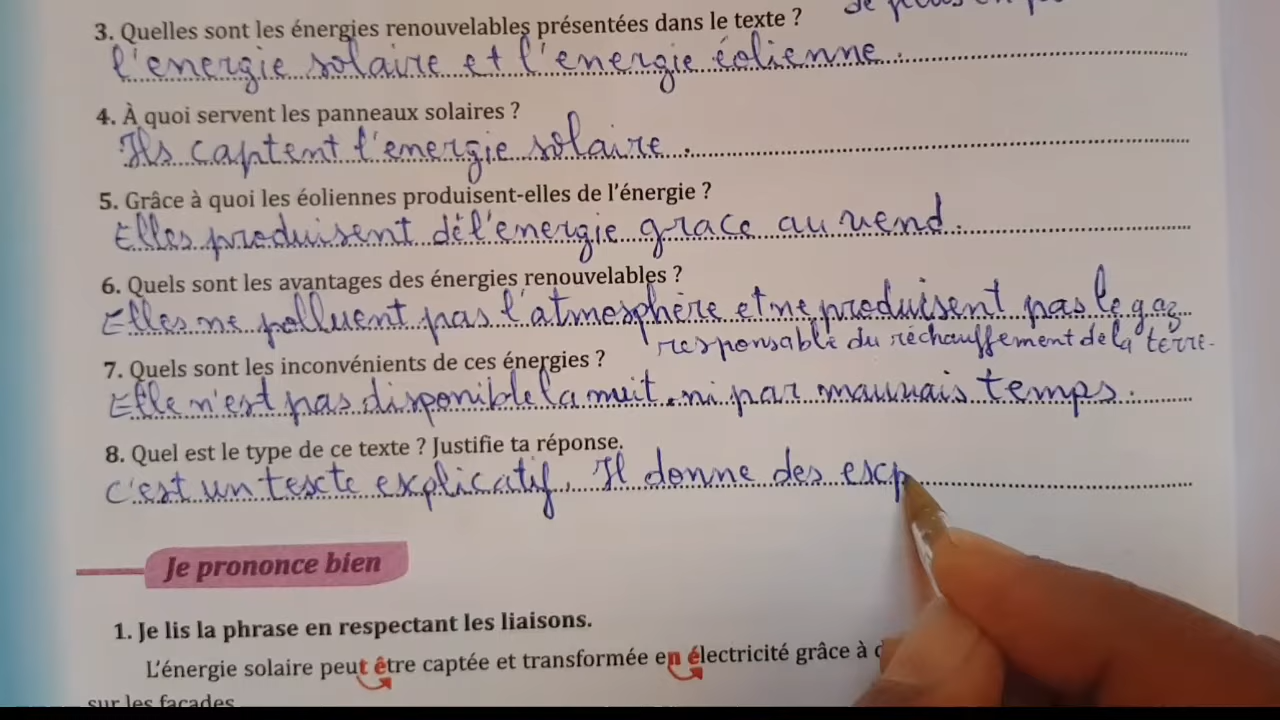 3. Quelles sont les énergies renouvelables présentées dans le texte ?
l'energie solaire et l'energie éolienne.
4. À quoi servent les panneaux solaires ?
Ils captent l'energie solaire.
5. Grâce à quoi les éoliennes produisent-elles de l'énergie ?
Elles produisent de l'énergie grace au vend.
6. Quels sont les avantages des énergies renouvelables ?
Elles ne polluent pas l'atmosphère et ne produisent pas le gaz
responsable du réchauffement de la terre.
7. Quels sont les inconvénients de ces énergies ?
Elle n'est pas disponible la nuit, ni par mauvais temps.
8. Quel est le type de ce texte ? Justifie ta réponse.
C'est un texte explicatif. Il donne des exp
Je prononce bien
1. Je lis la phrase en respectant les liaisons.
L'énergie solaire peut être captée et transformée en électricité grâce à
sur les façades